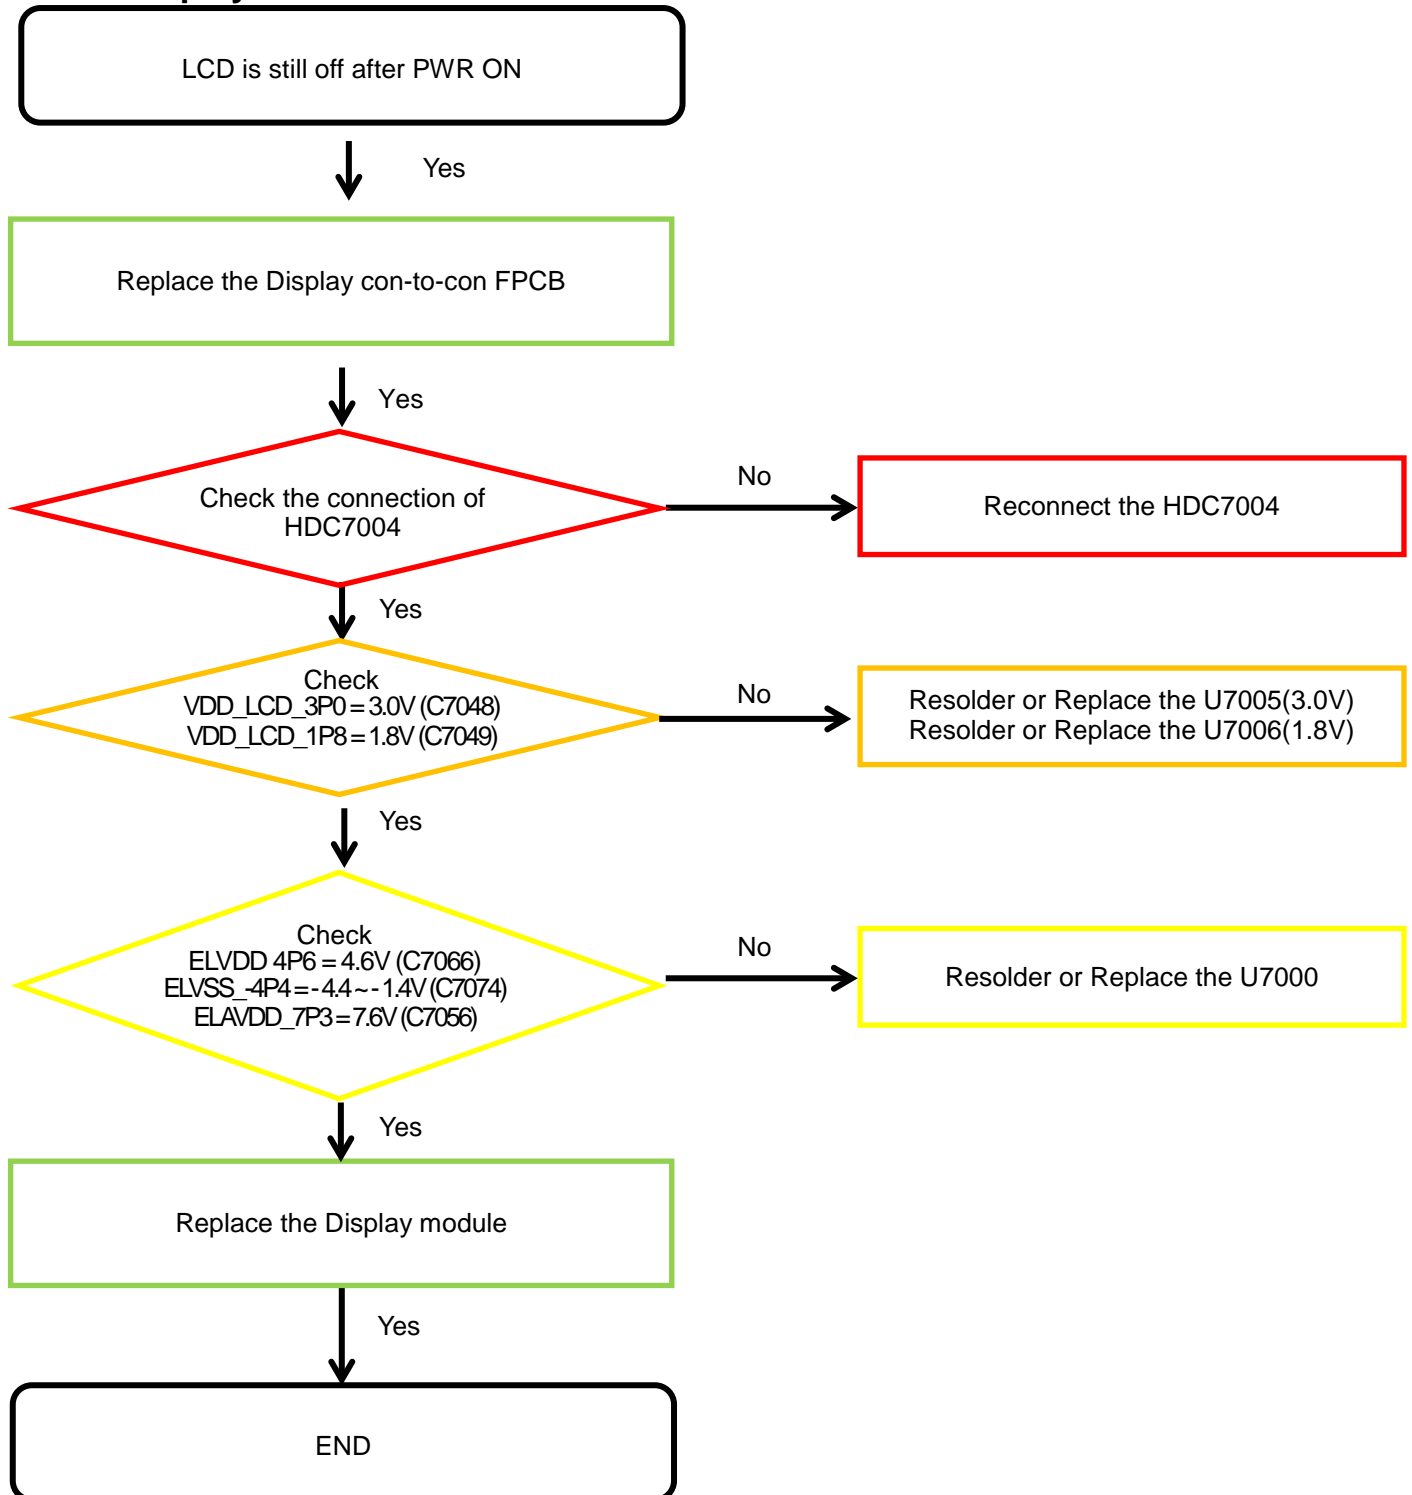 LCD is still off after PWR ON
Yes
Replace the Display con-to-con FPCB
Yes
Check the connection of
HDC7004
No
Reconnect the HDC7004
Yes
Check
VDD_LCD_3P0 = 3.0V (C7048)
VDD_LCD_1P8 = 1.8V (C7049)
No
Resolder or Replace the U7005(3.0V)
Resolder or Replace the U7006(1.8V)
Yes
Check
ELVDD 4P6 = 4.6V (C7066)
ELVSS_-4P4 = - 4.4 ~ - 1.4V (C7074)
ELAVDD_7P3 = 7.6V (C7056)
No
Resolder or Replace the U7000
Yes
Replace the Display module
Yes
END